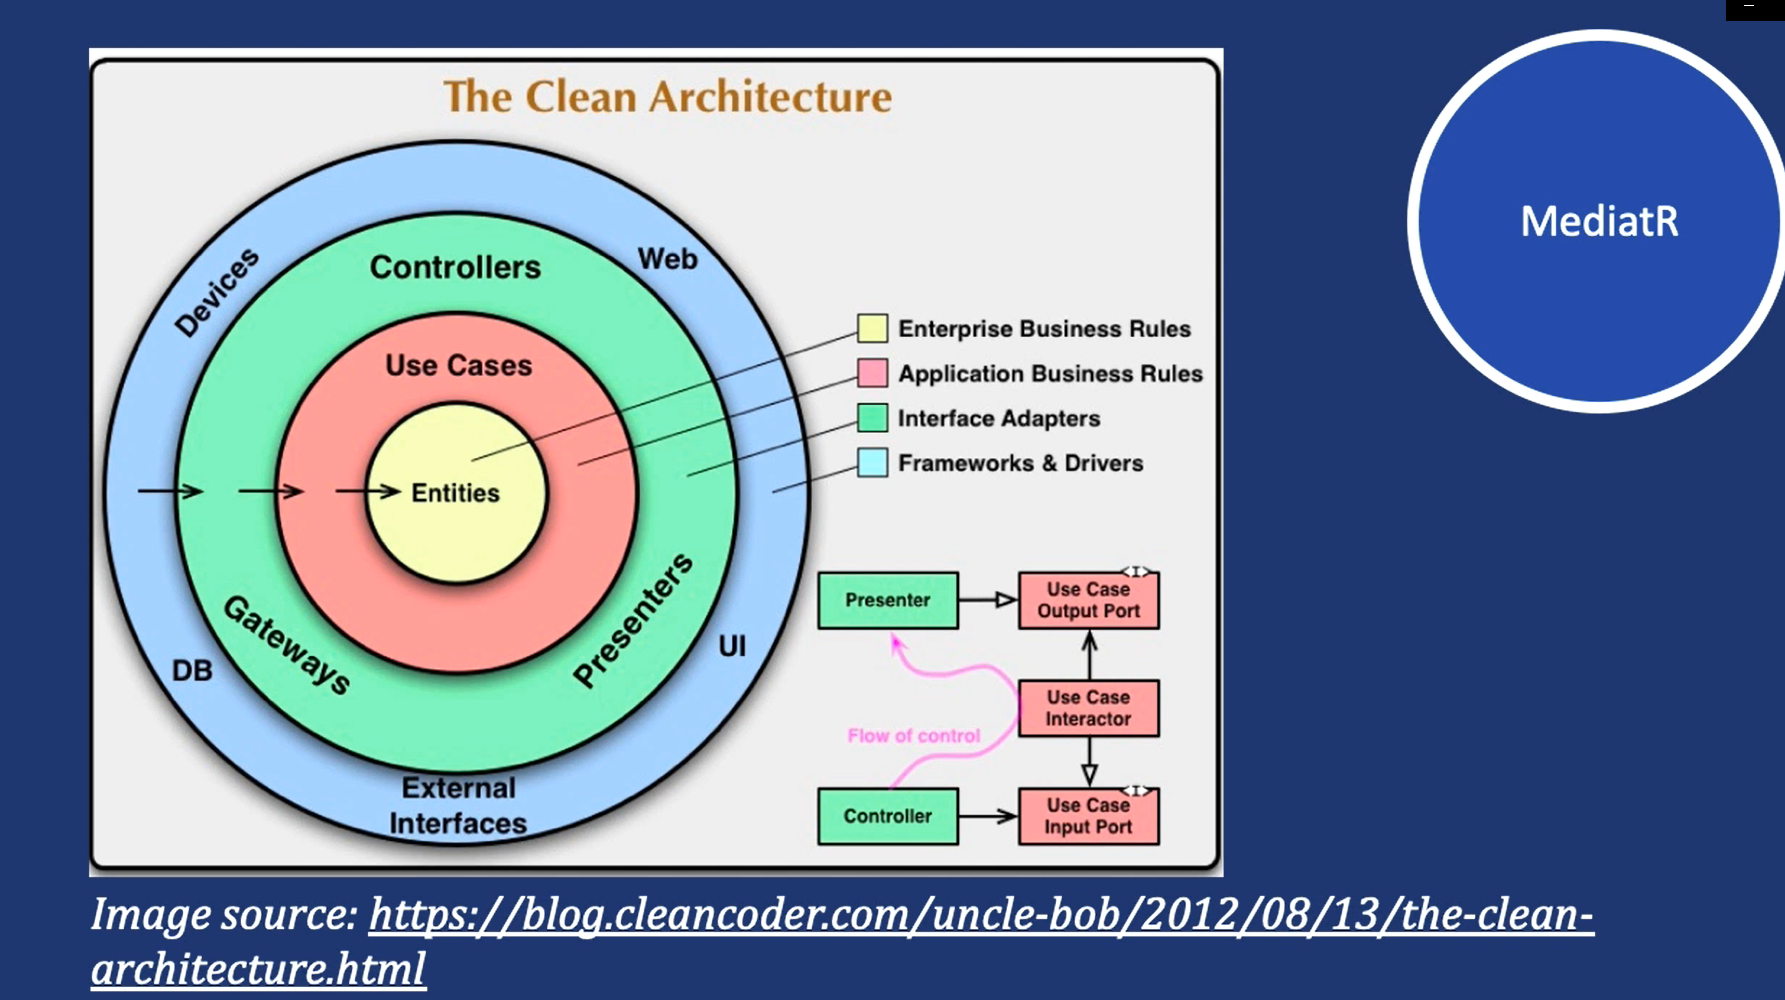 The Clean Architecture
MediatR
Devices
Controllers
Web
Use Cases
Entities
Gateways
Presenters
DB
UI
External
Interfaces
Enterprise Business Rules
Application Business Rules
Interface Adapters
Frameworks & Drivers
Presenter
<I>
Use Case
Output Port
Use Case
Interactor
Flow of control
Controller
<I>
Use Case
Input Port
Image source: https://blog.cleancoder.com/uncle-bob/2012/08/13/the-clean-
architecture.html